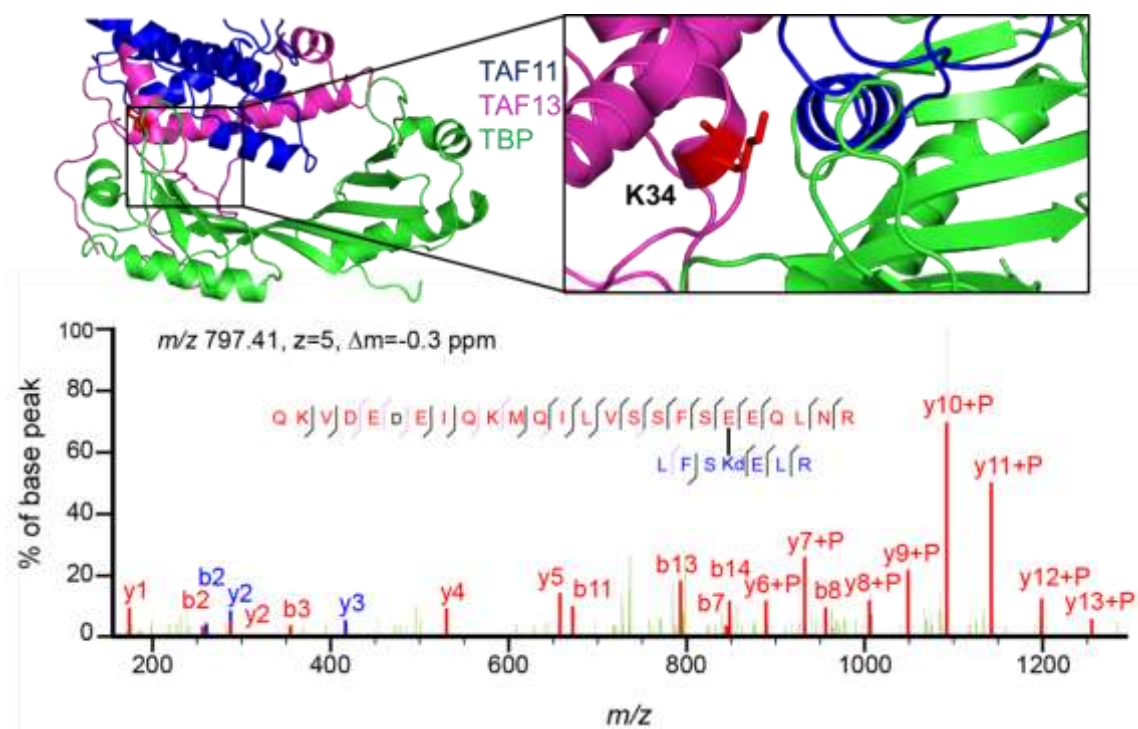 TAF11
TAF13
TBP
K34
m/z 797.41, z=5, Δm=-0.3 ppm
Q K V D E D E I Q K M Q I L V S S F S E E Q L N R
L F S Kd E L R
% of base peak
100
80
60
40
20
0
y1
b2
b2
y2
y2
b3
y3
y4
y5
b11
b13
b7
b14
y6+P
y7+P
b8
y8+P
y9+P
y10+P
y11+P
y12+P
y13+P
200
400
600
800
1000
1200
m/z